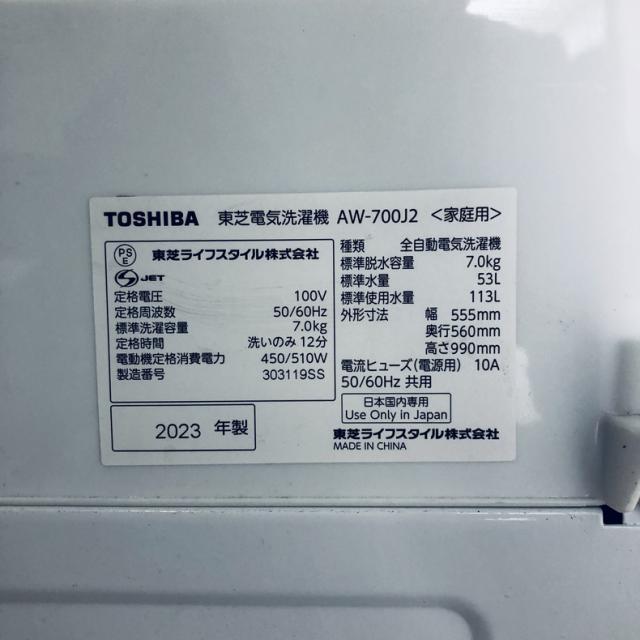 TOSHIBA 東芝電気洗濯機 AW-700J2 <家庭用>
PS E 東芝ライフスタイル株式会社
S JET
定格電圧 100V
定格周波数 50/60Hz
標準洗濯容量 7.0kg
定格時間 洗いのみ 12分
電動機定格消費電力 450/510W
製造番号 303119SS
2023 年製
種類 全自動電気洗濯機
標準脱水容量 7.0kg
標準水量 53L
標準使用水量 113L
外形寸法 幅 555mm
奥行560mm
高さ990mm
電流ヒューズ(電源用) 10A
50/60Hz 共用
日本国内専用
Use Only in Japan
東芝ライフスタイル株式会社
MADE IN CHINA